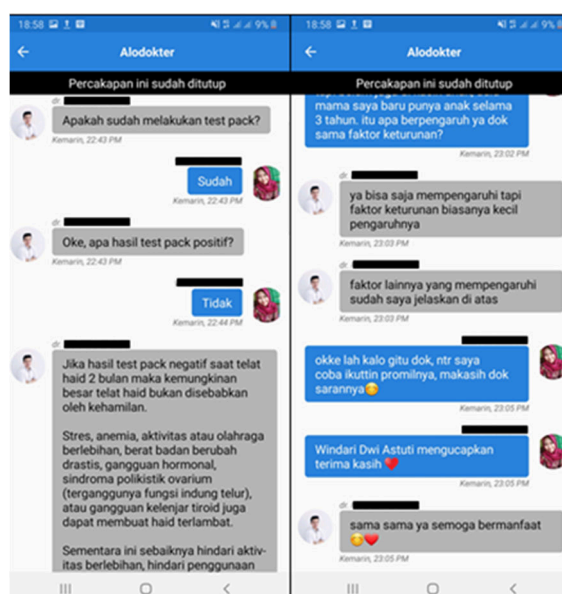 18:58
9%
Alodokter
Percakapan ini sudah ditutup
dr.
Apakah sudah melakukan test pack?
Kemarin, 22:43 PM
Sudah
Kemarin, 22:43 PM
dr.
Oke, apa hasil test pack positif?
Kemarin, 22:43 PM
Tidak
Kemarin, 22:44 PM
dr.
Jika hasil test pack negatif saat telat
haid 2 bulan maka kemungkinan
besar telat haid bukan disebabkan
oleh kehamilan.
Stres, anemia, aktivitas atau olahraga
berlebihan, berat badan berubah
drastis, gangguan hormonal,
sindroma polikistik ovarium
(terganggunya fungsi indung telur),
atau gangguan kelenjar tiroid juga
dapat membuat haid terlambat.
Sementara ini sebaiknya hindari aktiv-
itas berlebihan, hindari penggunaan
18:58
9%
Alodokter
Percakapan ini sudah ditutup
mama saya baru punya anak selama
3 tahun. itu apa berpengaruh ya dok
sama faktor keturunan?
Kemarin, 23:02 PM
dr.
ya bisa saja mempengaruhi tapi
faktor keturunan biasanya kecil
pengaruhnya
Kemarin, 23:03 PM
dr.
faktor lainnya yang mempengaruhi
sudah saya jelaskan di atas
Kemarin, 23:03 PM
okke lah kalo gitu dok, ntr saya
coba ikuttin promilnya, makasih dok
sarannya😊
Kemarin, 23:05 PM
Windari Dwi Astuti mengucapkan
terima kasih ❤️
Kemarin, 23:05 PM
dr.
sama sama ya semoga bermanfaat
😊❤️
Kemarin, 23:05 PM